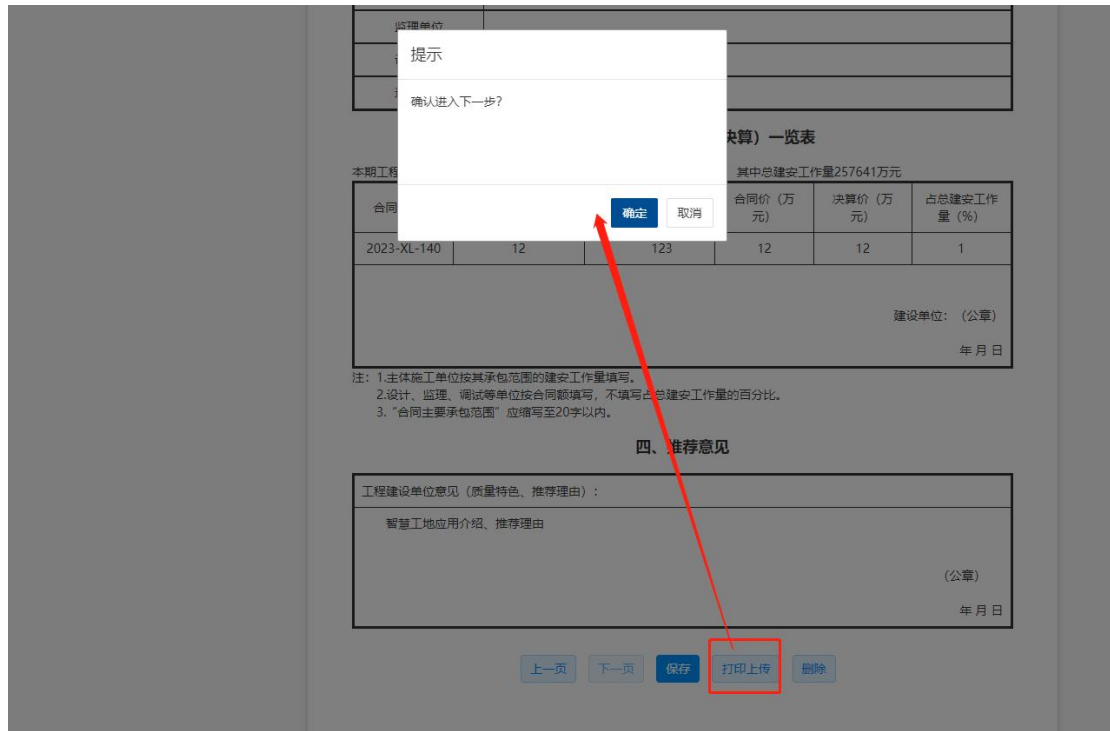 监理单位
提示
确认进入下一步？
确定
取消
决算）一览表
本期工程
其中总建安工作量257641万元
合同
合同价（万元）
决算价（万元）
占总建安工作量（%）
2023-XL-140 12 123 12 12 1
建设单位：（公章）
年月日
注：1.主体施工单位按其承包范围的建安工作量填写。
2.设计、监理、调试等单位按合同额填写，不填写占总建安工作量的百分比。
3.“合同主要承包范围”应缩写至20字以内。
四、推荐意见
工程建设单位意见（质量特色、推荐理由）：
智慧工地应用介绍、推荐理由
（公章）
年月日
上一页 下一页 保存 打印上传 删除